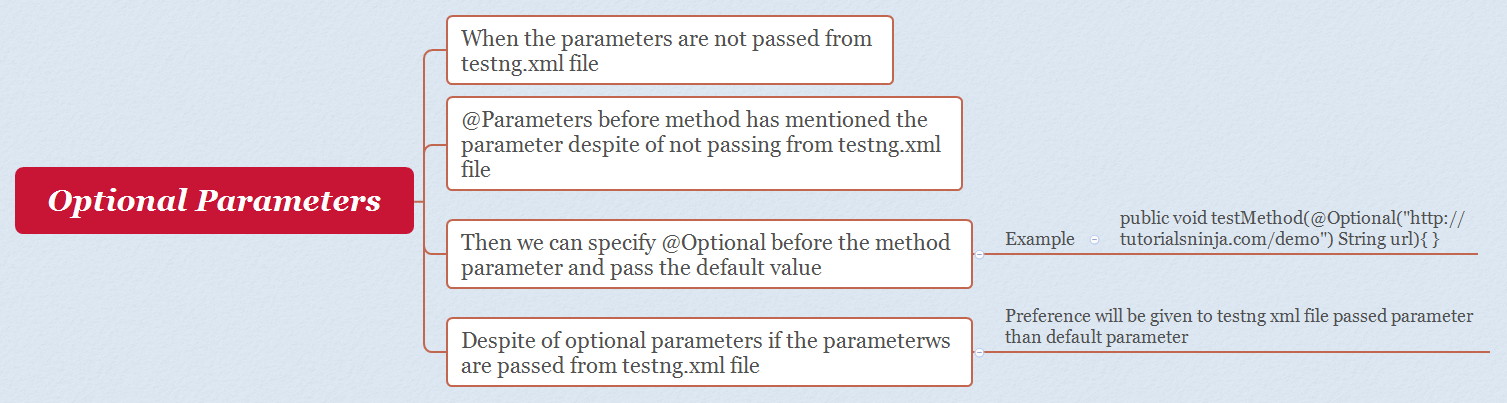 Optional Parameters
When the parameters are not passed from
testng.xml file
@Parameters before method has mentioned the
parameter despite of not passing from testng.xml
file
Then we can specify @Optional before the method
parameter and pass the default value
Example
public void testMethod(@Optional("http://
tutorialsninja.com/demo") String url){ }
Despite of optional parameters if the parameterws
are passed from testng.xml file
Preference will be given to testng xml file passed parameter
than default parameter